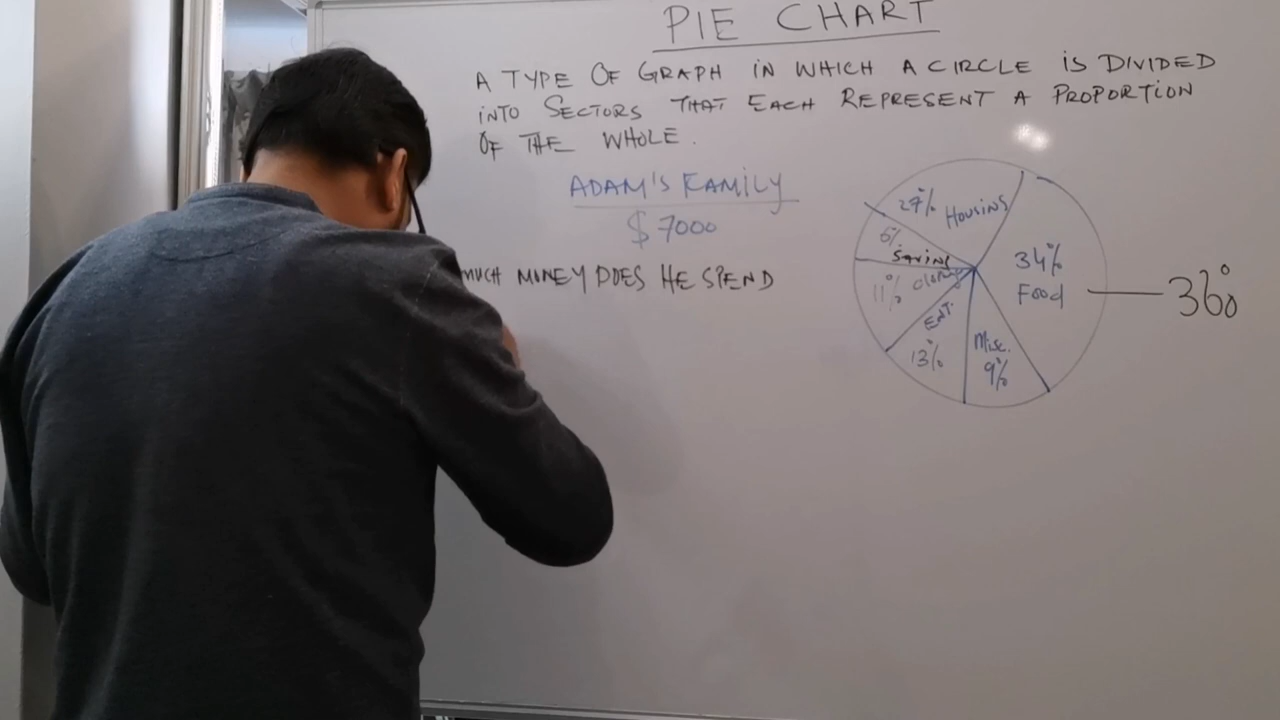 PIE CHART
A TYPE OF GRAPH IN WHICH A CIRCLE IS DIVIDED
INTO SECTORS THAT EACH REPRESENT A PROPORTION
OF THE WHOLE.
ADAM'S FAMILY
$ 7000
MUCH MONEY DOES HE SPEND
27% HOUSING
6%
SAVING
11%
ENT.
13%
Misc.
9%
34%
Food
360°